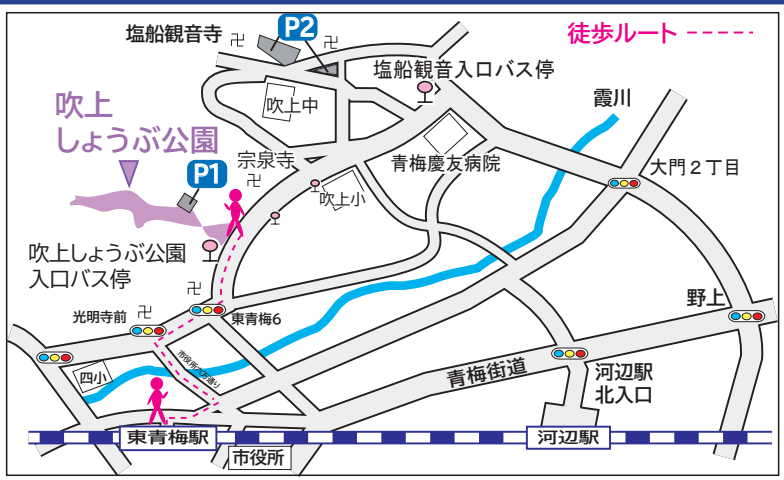 塩船観音寺
P2
徒歩ルート
塩船観音入口バス停
吹上
しょうぶ公園
吹上中
霞川
宗泉寺
P1
青梅慶友病院
大門2丁目
吹上小
吹上しょうぶ公園
入口バス停
光明寺前
東青梅6
野上
市役所六万通り
四小
青梅街道
河辺駅
北入口
東青梅駅
河辺駅
市役所